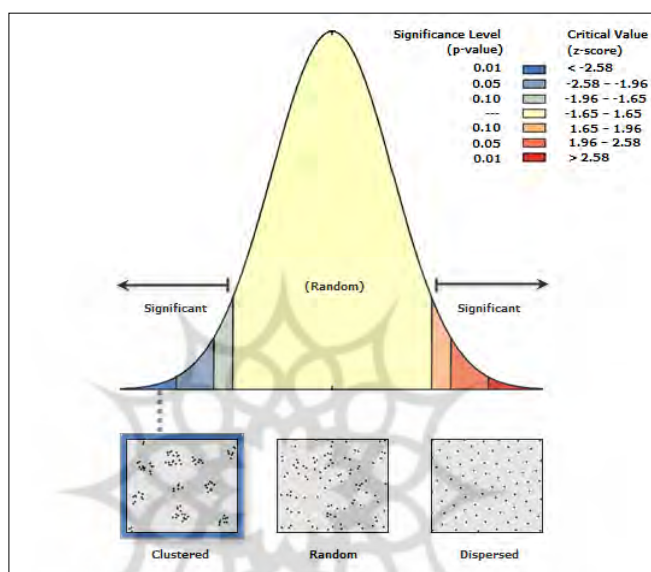 Significance Level Critical Value
(p-value) (z-score)
0.01 < -2.58
0.05 -2.58 – -1.96
0.10 -1.96 – -1.65
--- -1.65 – 1.65
0.10 1.65 – 1.96
0.05 1.96 – 2.58
0.01 > 2.58
(Random)
Significant Significant
Clustered Random Dispersed